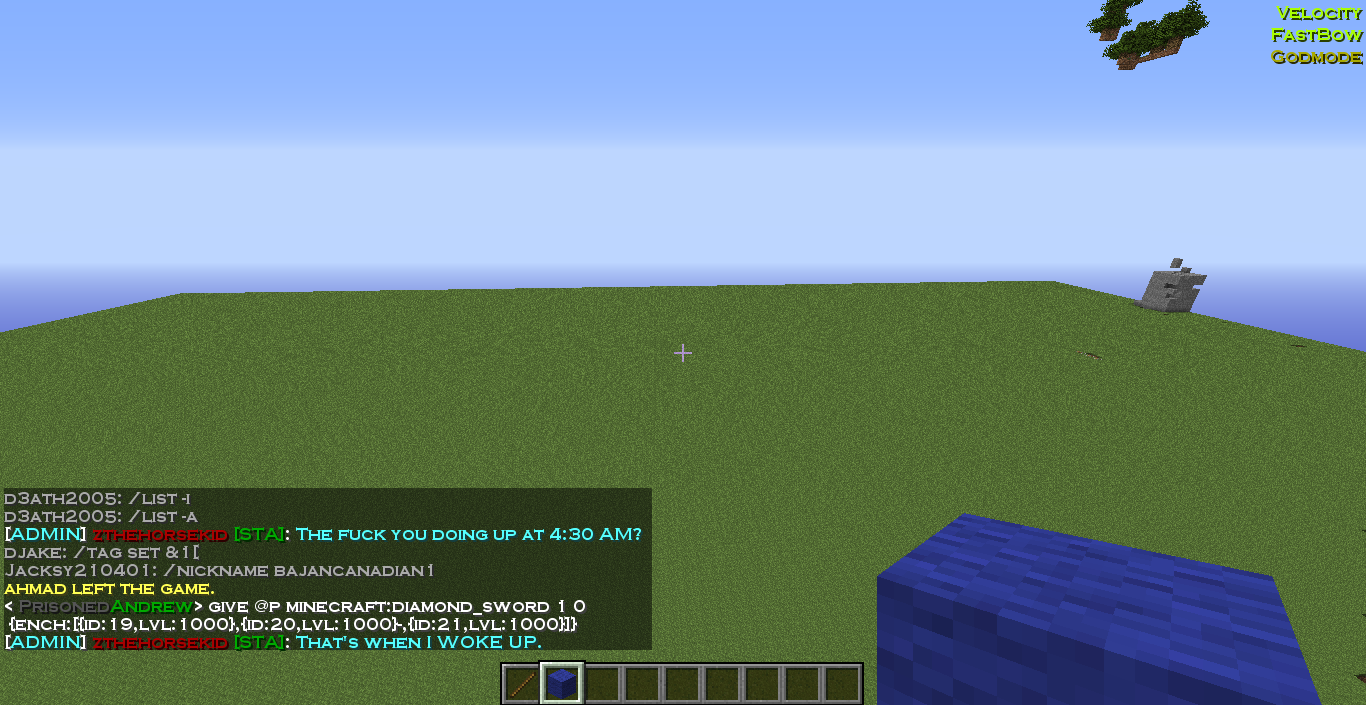 Velocity
FastBow
Godmode
d3ath2005: /list -i
d3ath2005: /list -a
[ADMIN] zthehorsekid [STA]: The fuck you doing up at 4:30 AM?
djake: /tag set &1[
Jacksy210401: /nickname bajancanadian1
Ahmad left the game.
< PrisonedAndrew> give @p minecraft:diamond_sword 1 0
{ench:[{id:19,lvl:1000},{id:20,lvl:1000}-,{id:21,lvl:1000}]}
[ADMIN] zthehorsekid [STA]: That's when I WOKE UP.